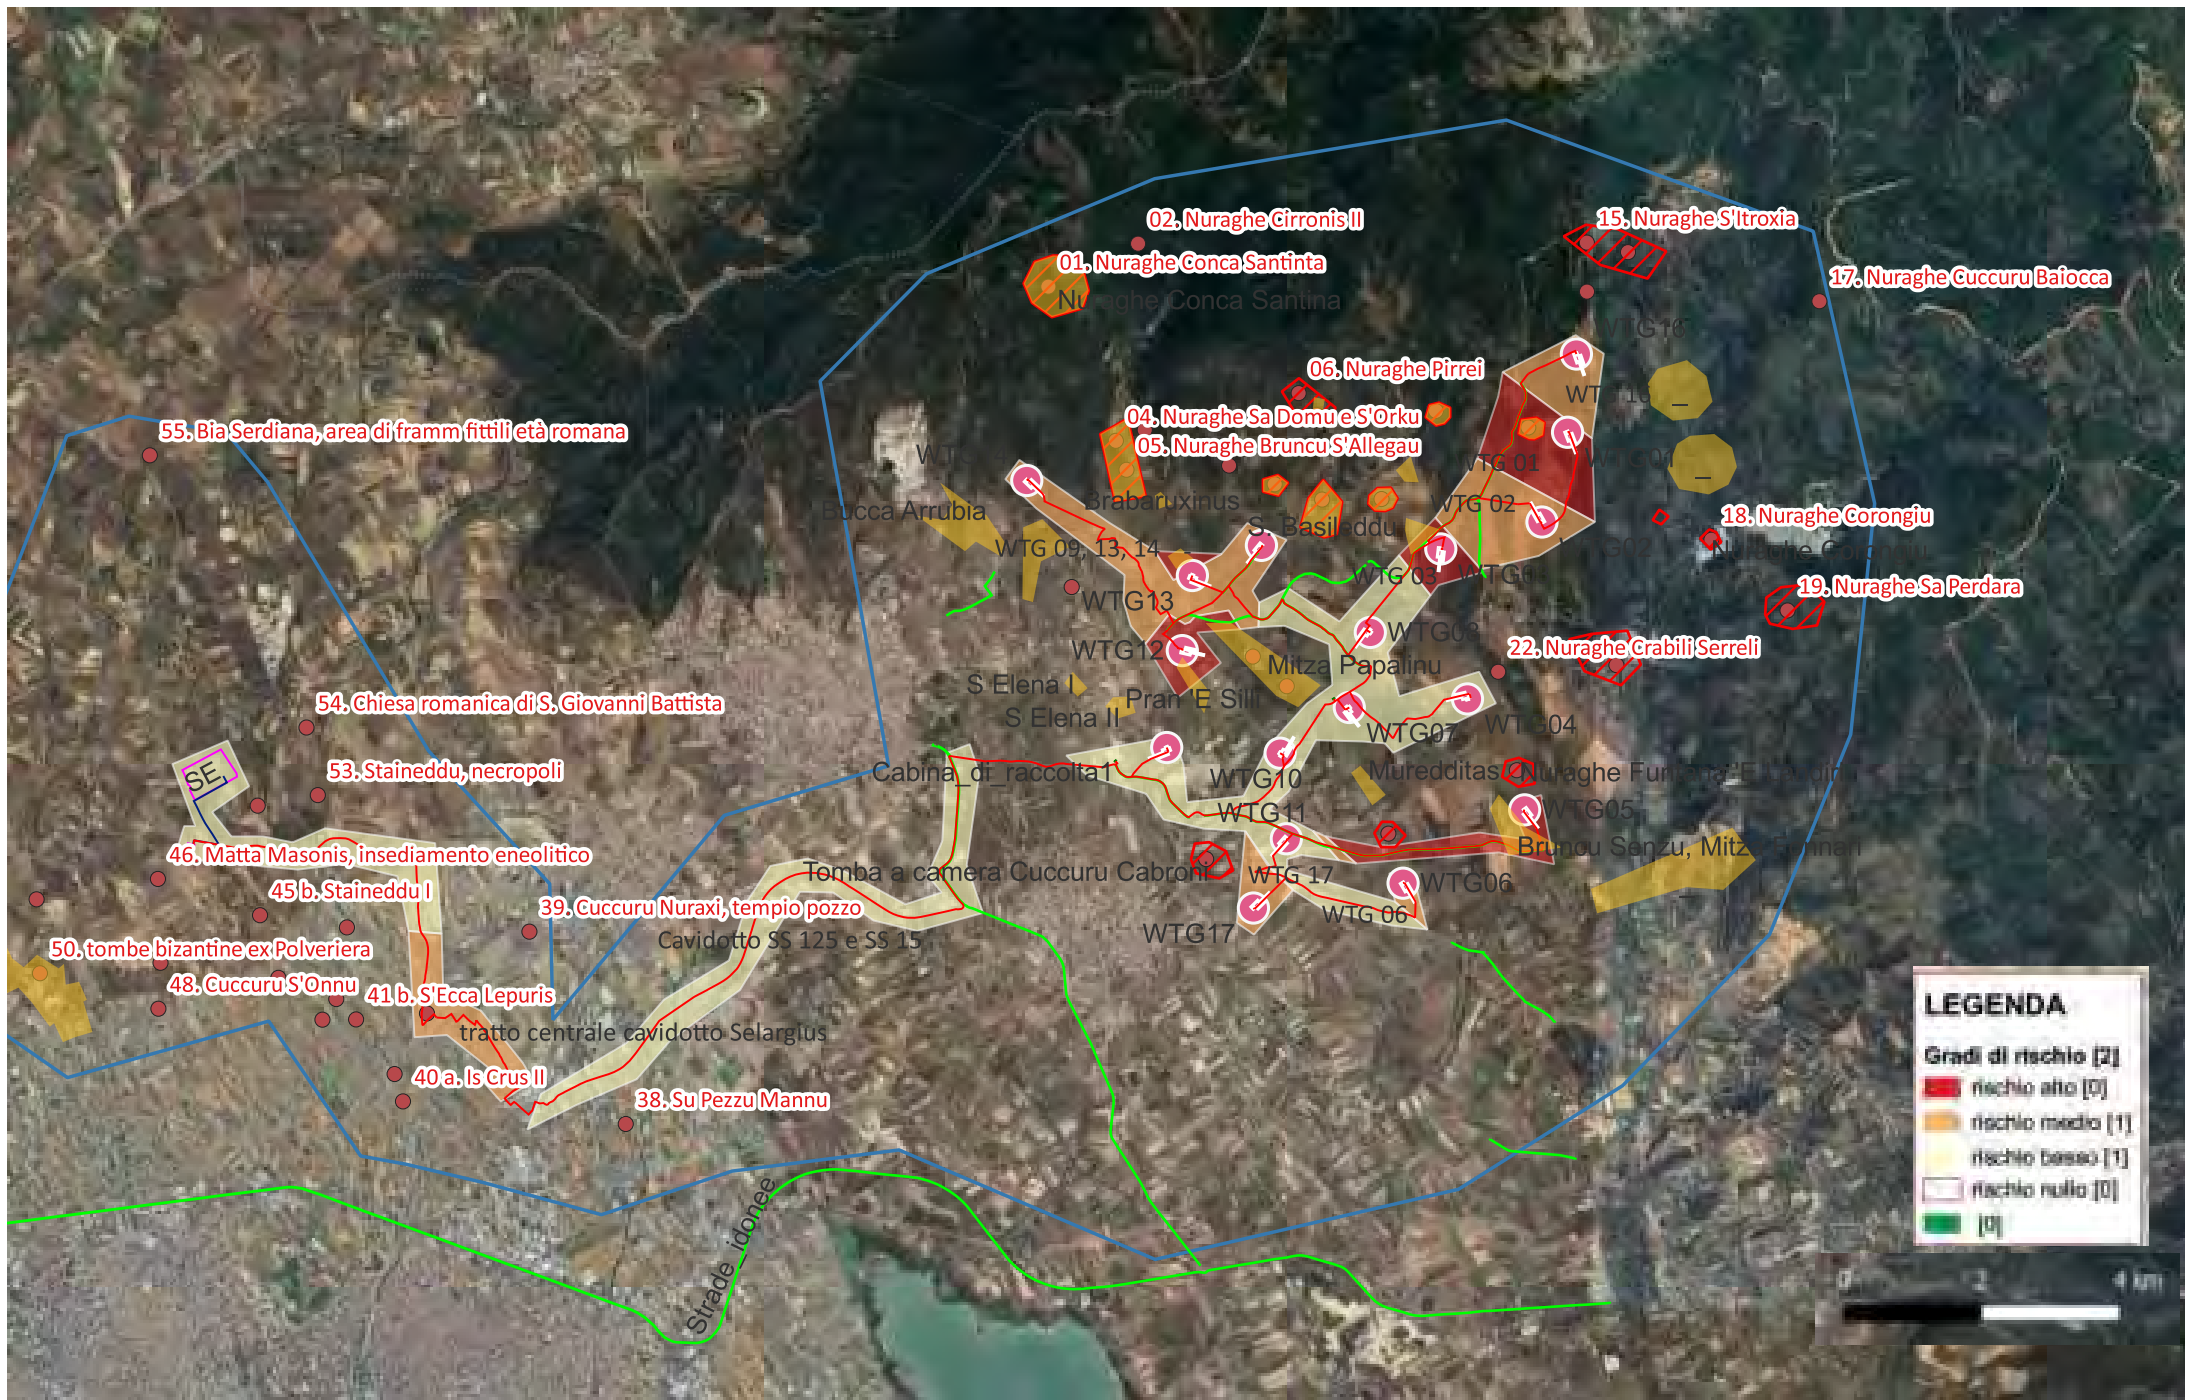 02. Nuraghe Cirronis II
15. Nuraghe S'Itroxia
01. Nuraghe Conca Santinta
17. Nuraghe Cuccuru Baiocca
Nuraghe Conca Santina
06. Nuraghe Pirrei
04. Nuraghe Sa Domu e S'Orku
55. Bia Serdiana, area di framm fittili età romana
05. Nuraghe Bruncu S'Allegau
WTG 01
WTG01
Brabaruxinus
WTG 02
Bucca Arrubia
18. Nuraghe Corongiu
S. Basileddu
WTG 09, 13, 14
WTG02
Nuraghe Corongiu
WTG 03
19. Nuraghe Sa Perdara
WTG13
WTG08
22. Nuraghe Crabili Serreli
WTG12
Mitza Papalinu
S Elena I
Pran 'E Silli
54. Chiesa romanica di S. Giovanni Battista
S Elena II
WTG07
WTG04
53. Staineddu, necropoli
SE,
Cabina_di_raccolta1
WTG10
Muredditas
WTG11
WTG05
46. Matta Masonis, insediamento eneolitico
Tomba a camera Cuccuru Cabroni
WTG 17
WTG06
45 b. Staineddu I
39. Cuccuru Nuraxi, tempio pozzo
WTG 06
Cavidotto SS 125 e SS 15
WTG17
50. tombe bizantine ex Polveriera
48. Cuccuru S'Onnu
41 b. S'Ecca Lepuris
tratto centrale cavidotto Selargius
40 a. Is Crus II
38. Su Pezzu Mannu
Strade_idonee
LEGENDA
Gradi di rischio [2]
rischio alto [0]
rischio medio [1]
rischio basso [1]
rischio nullo [0]
[0]
0 2 4 km